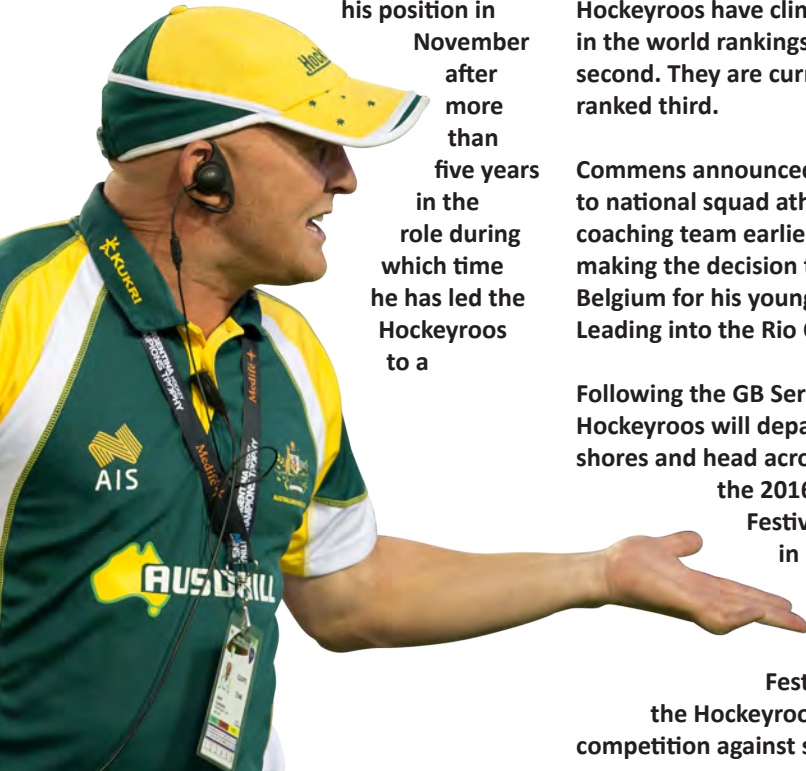 his position in
November
after
more
than
five years
in the
role during
which time
he has led the
Hockeyroos
to a
Hockeyroos have clim
in the world rankings
second. They are curr
ranked third.
Commens announced
to national squad ath
coaching team earlie
making the decision t
Belgium for his young
Leading into the Rio
Following the GB Ser
Hockeyroos will depa
shores and head acro
the 2016
Festiv
in
Fest
the Hockeyroo
competition against s
KUKRI
AIS
AUSDRILL
Medife +
Medife +